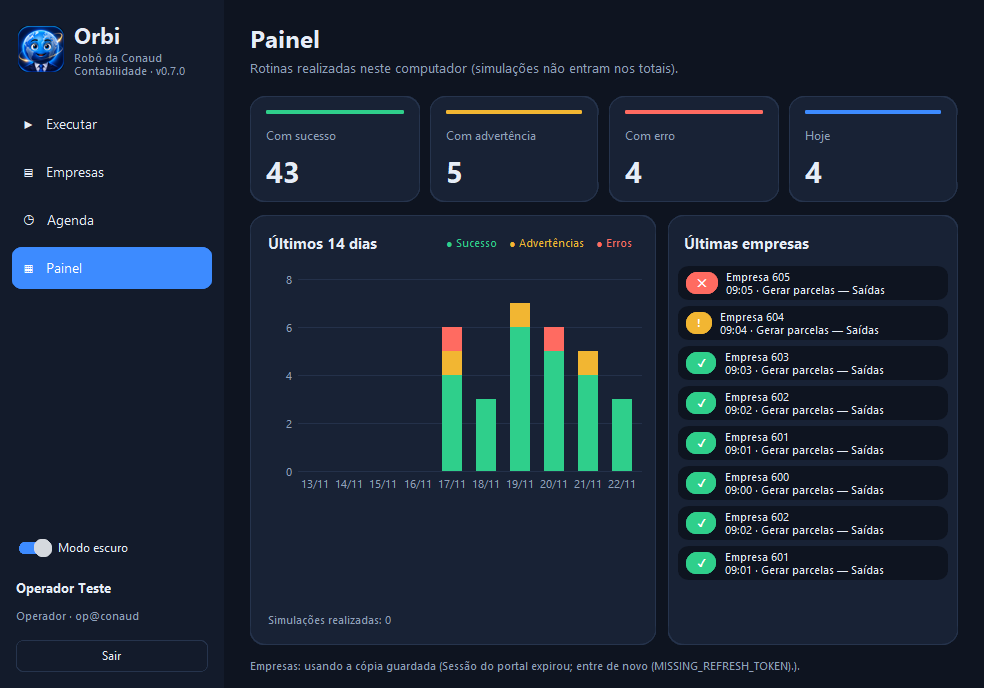 Orbi
Robô da Conaud
Contabilidade · v0.7.0
Executar
Empresas
Agenda
Painel
Modo escuro
Operador Teste
Operador · op@conaud
Sair
Painel
Rotinas realizadas neste computador (simulações não entram nos totais).
Com sucesso
43
Com advertência
5
Com erro
4
Hoje
4
Últimos 14 dias
Sucesso
Advertências
Erros
8
6
4
2
0
13/11 14/11 15/11 16/11 17/11 18/11 19/11 20/11 21/11 22/11
Simulações realizadas: 0
Últimas empresas
Empresa 605
09:05 · Gerar parcelas — Saídas
Empresa 604
09:04 · Gerar parcelas — Saídas
Empresa 603
09:03 · Gerar parcelas — Saídas
Empresa 602
09:02 · Gerar parcelas — Saídas
Empresa 601
09:01 · Gerar parcelas — Saídas
Empresa 600
09:00 · Gerar parcelas — Saídas
Empresa 602
09:02 · Gerar parcelas — Saídas
Empresa 601
09:01 · Gerar parcelas — Saídas
Empresas: usando a cópia guardada (Sessão do portal expirou; entre de novo (MISSING_REFRESH_TOKEN).).